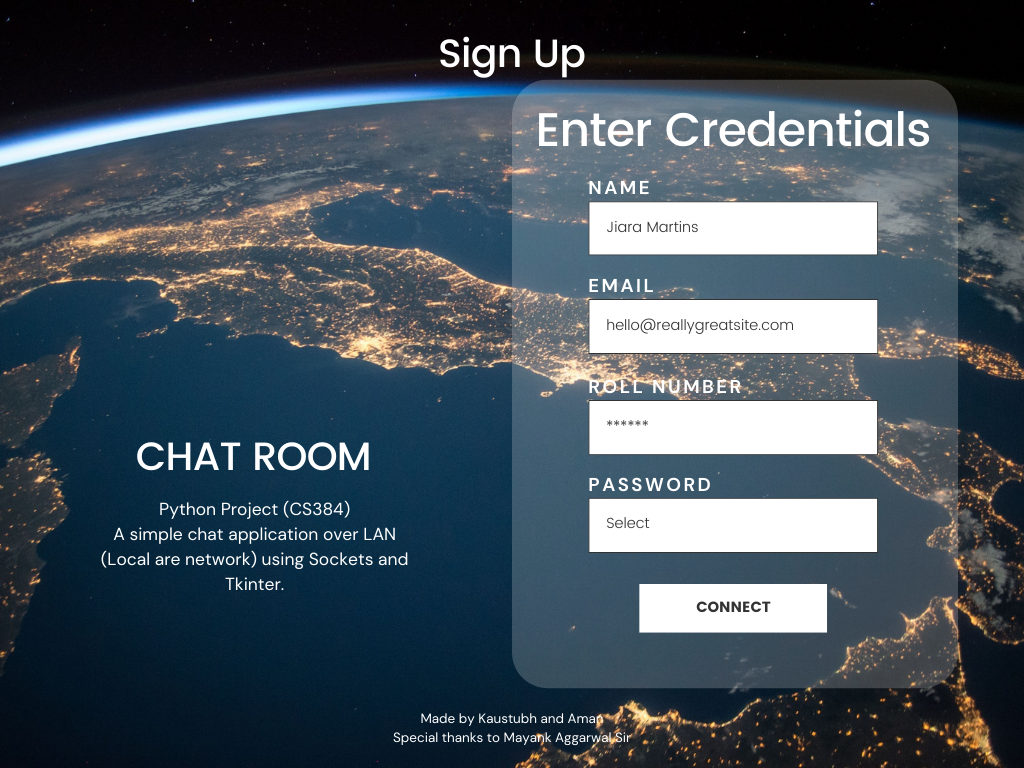 Sign Up
Enter Credentials
NAME
Jiara Martins
EMAIL
hello@reallygreatsite.com
ROLL NUMBER
******
PASSWORD
Select
CONNECT
CHAT ROOM
Python Project (CS384)
A simple chat application over LAN
(Local are network) using Sockets and
Tkinter.
Made by Kaustubh and Aman
Special thanks to Mayank Aggarwal Sir